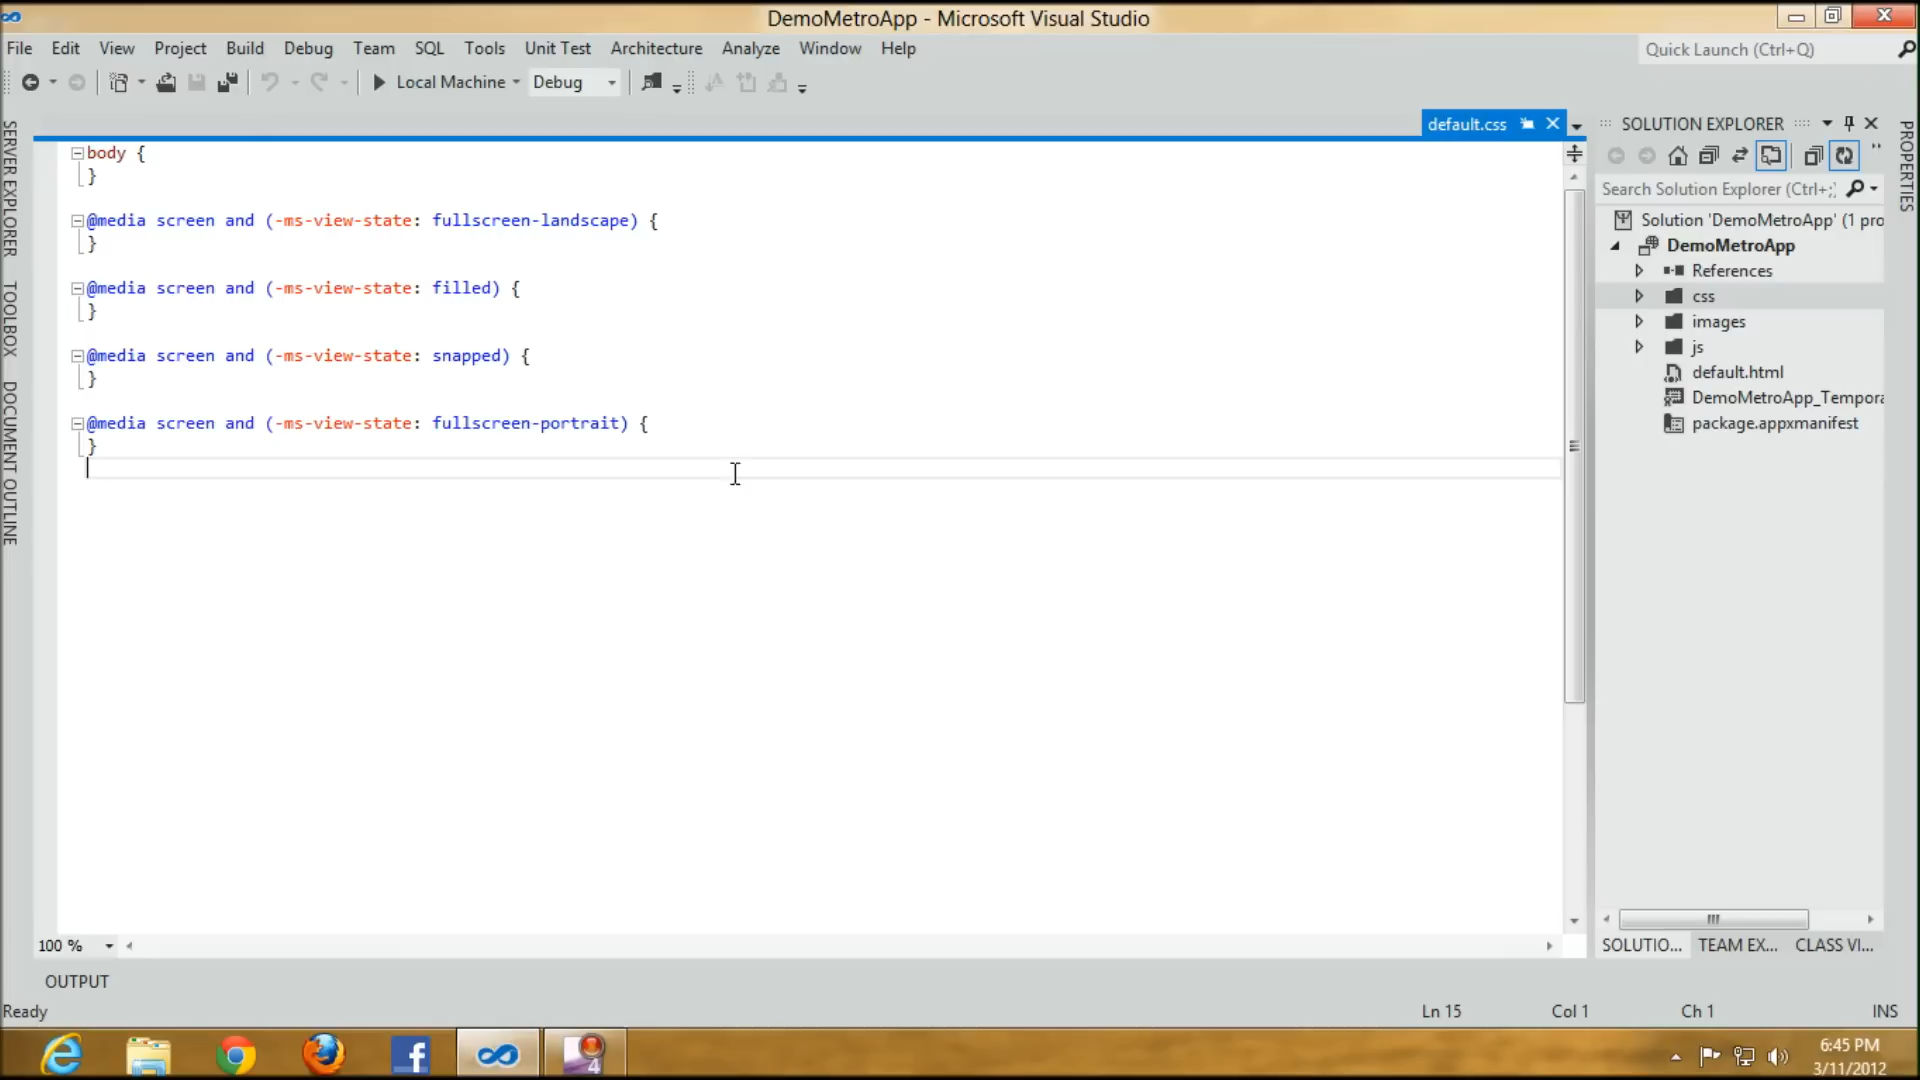 DemoMetroApp - Microsoft Visual Studio
File Edit View Project Build Debug Team SQL Tools Unit Test Architecture Analyze Window Help
Quick Launch (Ctrl+Q)
Local Machine Debug
SERVER EXPLORER
TOOLBOX
DOCUMENT OUTLINE
default.css
body {
}
@media screen and (-ms-view-state: fullscreen-landscape) {
}
@media screen and (-ms-view-state: filled) {
}
@media screen and (-ms-view-state: snapped) {
}
@media screen and (-ms-view-state: fullscreen-portrait) {
}
100 %
SOLUTION EXPLORER
Search Solution Explorer (Ctrl+;)
Solution 'DemoMetroApp' (1 pro
DemoMetroApp
References
css
images
js
default.html
DemoMetroApp_Tempora
package.appxmanifest
SOLUTIO... TEAM EX... CLASS VI...
PROPERTIES
OUTPUT
Ready Ln 15 Col 1 Ch 1 INS
4
6:45 PM
3/11/2012